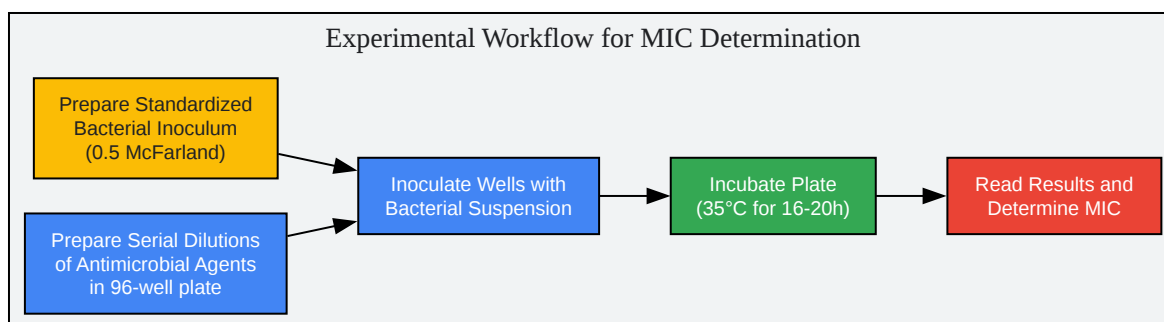 Experimental Workflow for MIC Determination
Prepare Standardized
Bacterial Inoculum
(0.5 McFarland)
Prepare Serial Dilutions
of Antimicrobial Agents
in 96-well plate
Inoculate Wells with
Bacterial Suspension
Incubate Plate
(35°C for 16-20h)
Read Results and
Determine MIC